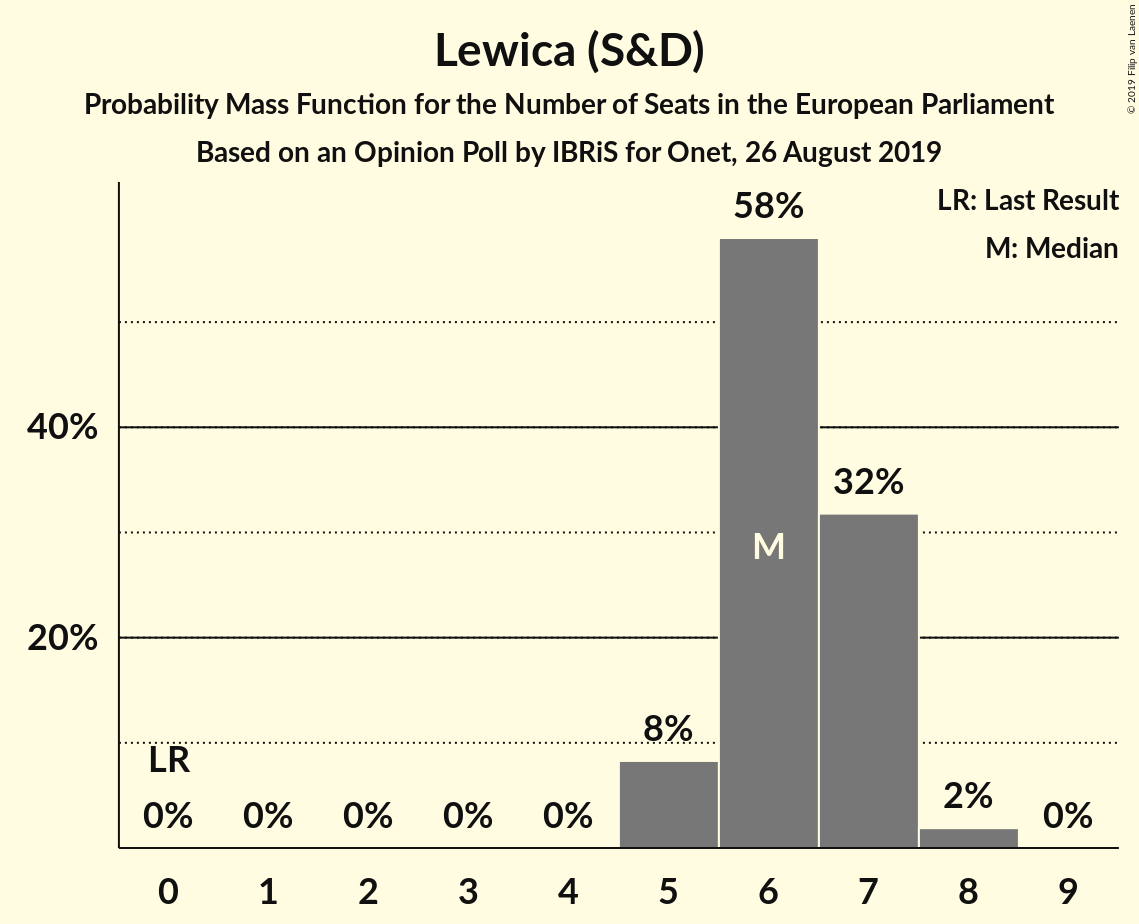 © 2019 Filip van Laenen
Lewica (S&D)
Probability Mass Function for the Number of Seats in the European Parliament
Based on an Opinion Poll by IBRiS for Onet, 26 August 2019
LR: Last Result
M: Median
58%
40%
32%
M
20%
8%
LR
2%
0% 0% 0% 0% 0% 0%
0 1 2 3 4 5 6 7 8 9